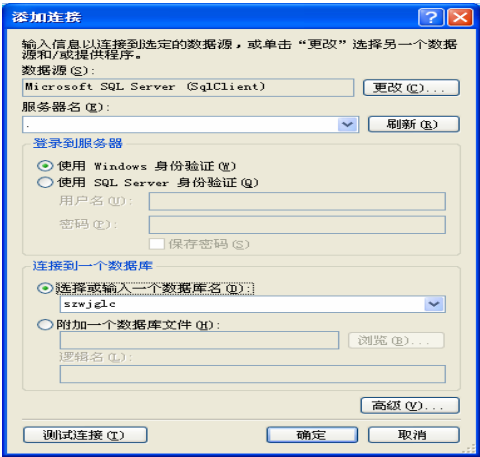 添加连接
输入信息以连接到选定的数据源，或单击“更改”选择另一个数据
源和/或提供程序。
数据源(S)：
Microsoft SQL Server (SqlClient)
更改(C)...
服务器名(E)：
.
刷新(R)
登录到服务器
使用 Windows 身份验证(W)
使用 SQL Server 身份验证(Q)
用户名(U)：
密码(P)：
保存密码(S)
连接到一个数据库
选择或输入一个数据库名(D)：
szwjglc
附加一个数据库文件(H)：
浏览(B)...
逻辑名(L)：
高级(V)...
测试连接(T)
确定
取消